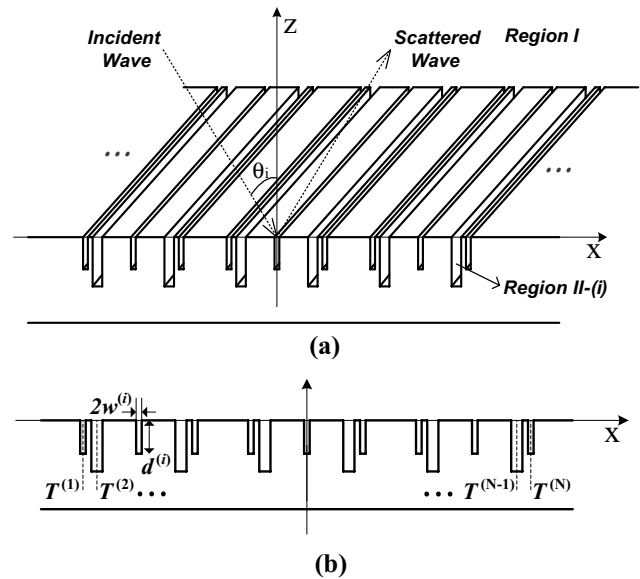 Z
Incident Wave
Scattered Wave
Region I
...
θi
...
X
Region II-(i)
(a)
2w(i)
X
d(i)
T(1) T(2) ... ... T(N-1) T(N)
(b)